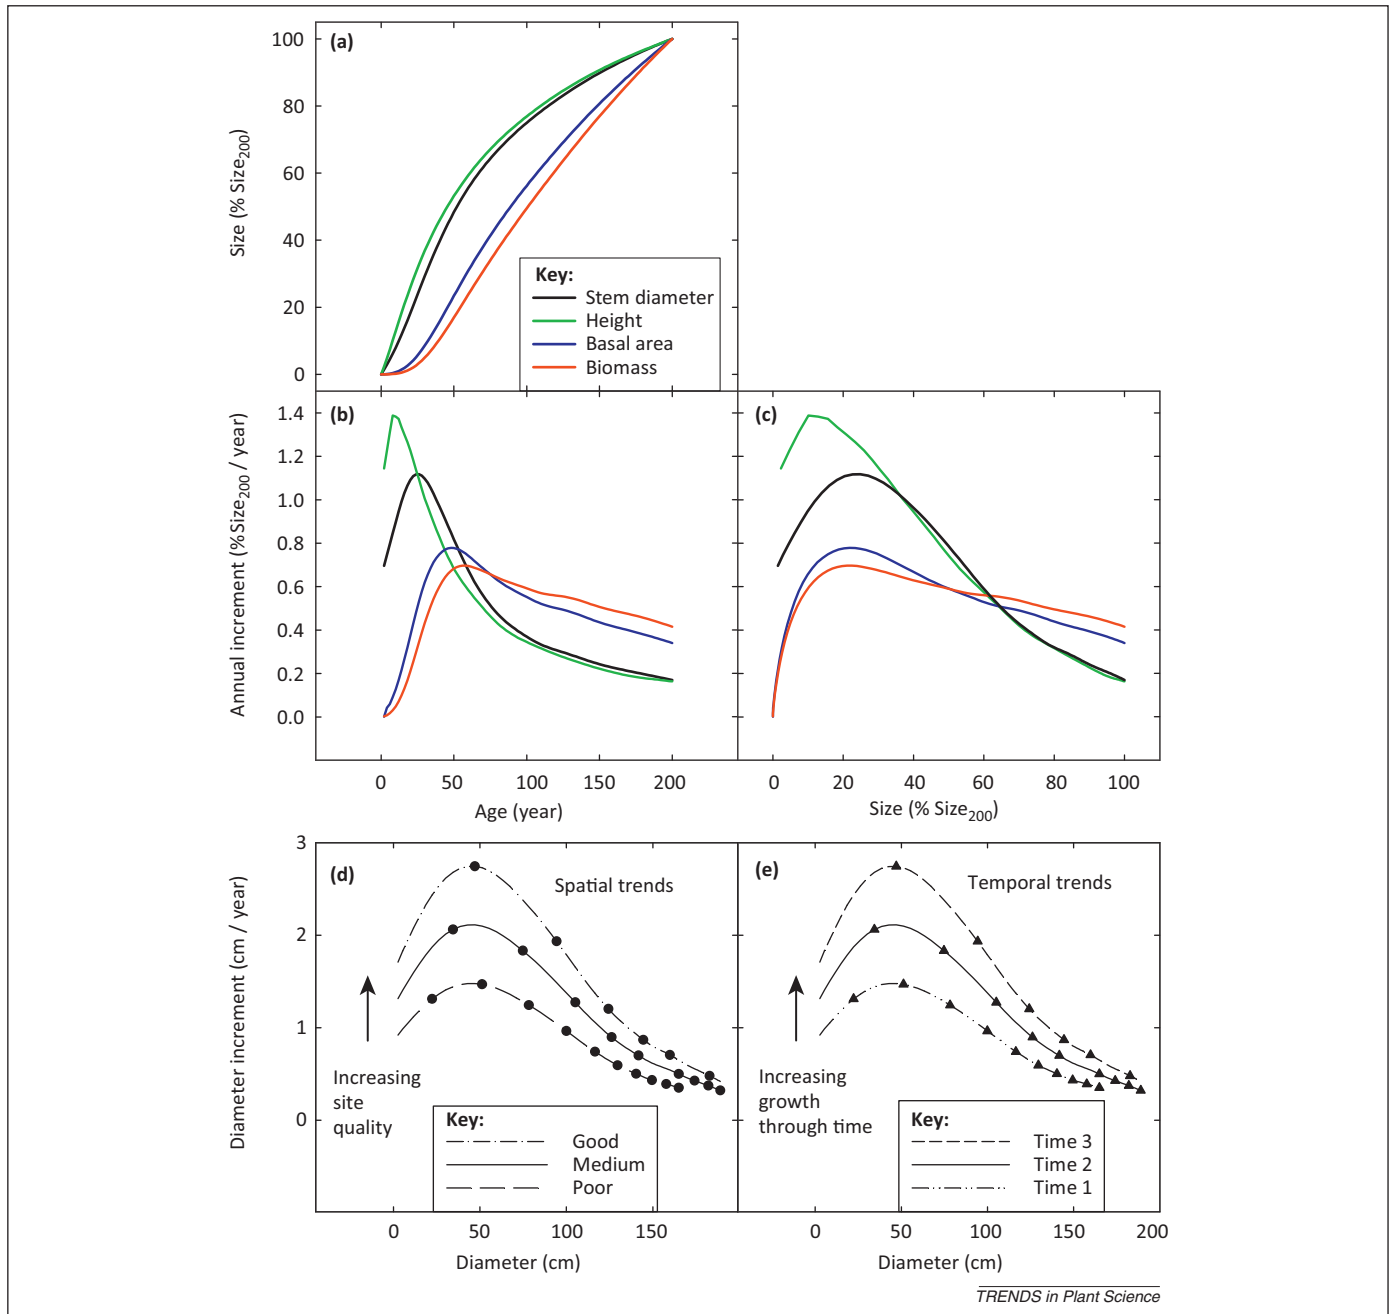 (a)
100
80
60
40
20
0
Size (% Size200)
Key:
Stem diameter
Height
Basal area
Biomass
(b)
1.4
1.2
1.0
0.8
0.6
0.4
0.2
0.0
Annual increment (%Size200 / year)
0 50 100 150 200
Age (year)
(c)
0 20 40 60 80 100
Size (% Size200)
(d)
Spatial trends
3
2
1
0
Diameter increment (cm / year)
Increasing
site
quality
Key:
Good
Medium
Poor
0 50 100 150
Diameter (cm)
(e)
Temporal trends
Increasing
growth
through time
Key:
Time 3
Time 2
Time 1
0 50 100 150 200
Diameter (cm)
TRENDS in Plant Science